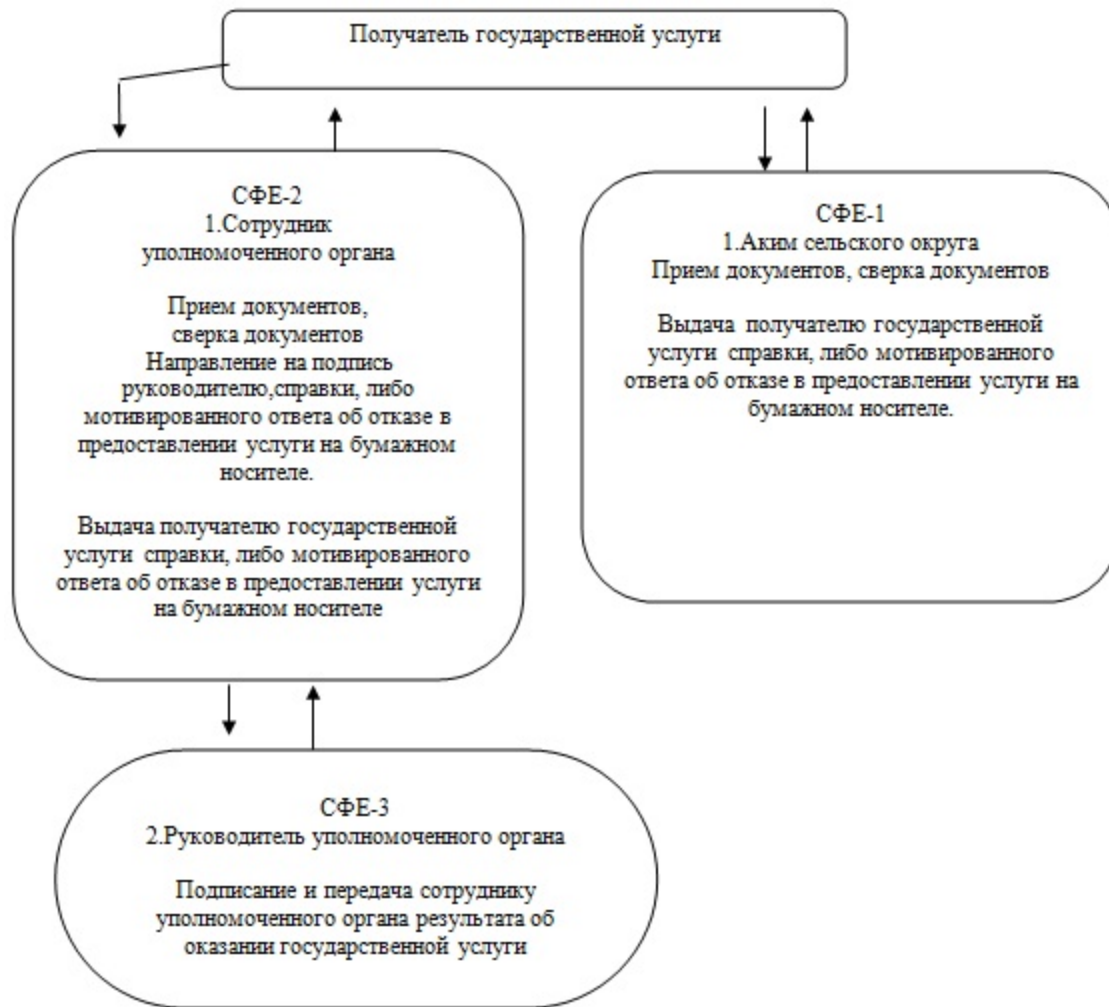 Получатель государственной услуги
СФЕ-2
1.Сотрудник
уполномоченного органа
Прием документов,
сверка документов
Направление на подпись
руководителю,справки, либо
мотивированного ответа об отказе в
предоставлении услуги на бумажном
носителе.
Выдача получателю государственной
услуги справки, либо мотивированного
ответа об отказе в предоставлении услуги
на бумажном носителе
СФЕ-1
1.Аким сельского округа
Прием документов, сверка документов
Выдача получателю государственной
услуги справки, либо мотивированного
ответа об отказе в предоставлении услуги на
бумажном носителе.
СФЕ-3
2.Руководитель уполномоченного органа
Подписание и передача сотруднику
уполномоченного органа результата об
оказании государственной услуги